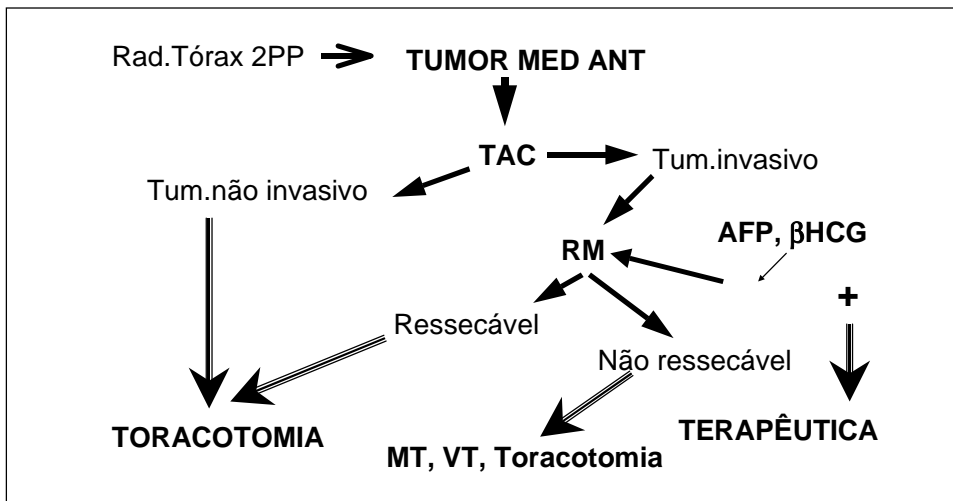 Rad.Tórax 2PP
TUMOR MED ANT
TAC
Tum.invasivo
Tum.não invasivo
AFP, βHCG
RM
+
Ressecável
Não ressecável
TORACOTOMIA
TERAPÊUTICA
MT, VT, Toracotomia